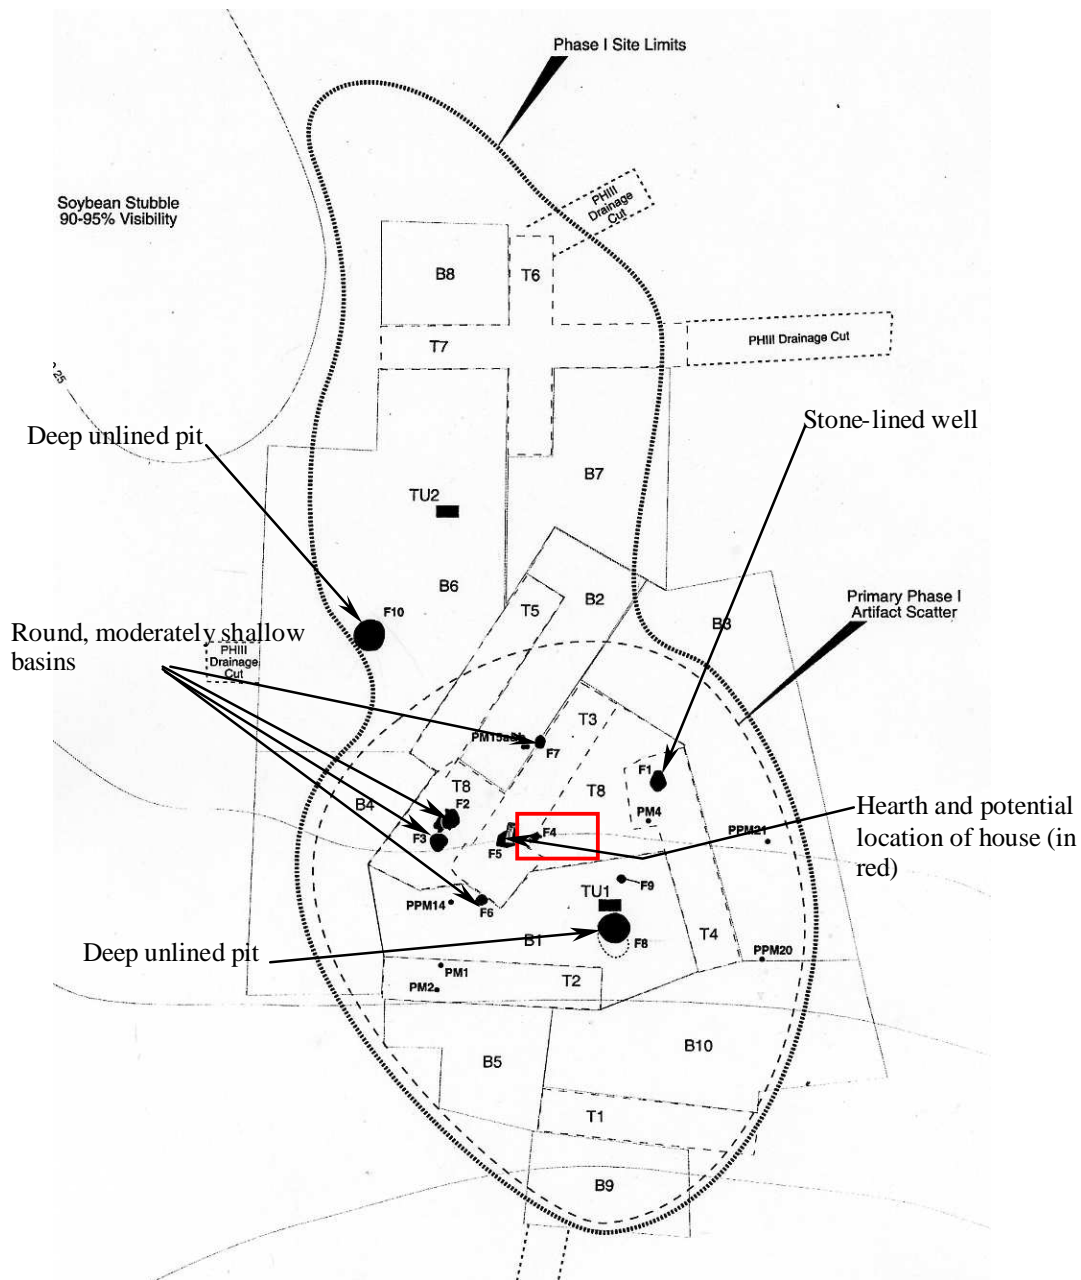 Phase I Site Limits
Soybean Stubble
90-95% Visibility
PHIII
Drainage
Cut
B8
T6
T7
PHIII Drainage Cut
.25
Deep unlined pit
Stone-lined well
TU2
B7
B6
T5
B2
F10
Primary Phase I
Artifact Scatter
B3
Round, moderately shallow
basins
PHIII
Drainage
Cut
T3
F7
F1
T8
T8
B4
F2
PM4
PPM21
Hearth and potential
location of house (in
red)
F3
F5
F4
F9
TU1
PPM14
F6
B1
F8
T4
Deep unlined pit
PPM20
PM1
PM2
T2
B5
B10
T1
B9